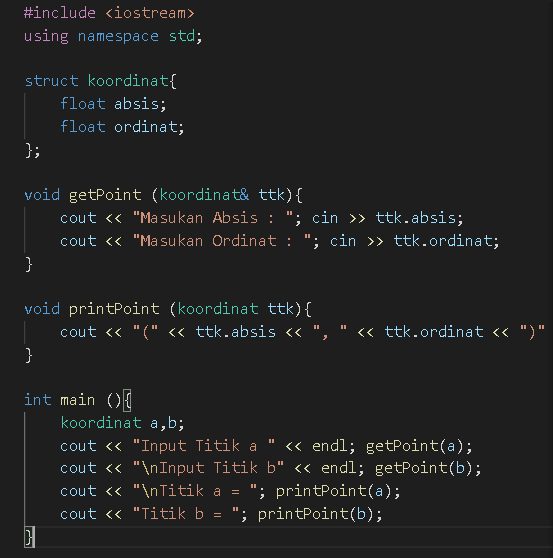 #include <iostream>
using namespace std;
struct koordinat{
    float absis;
    float ordinat;
};
void getPoint (koordinat& ttk){
    cout << "Masukan Absis : "; cin >> ttk.absis;
    cout << "Masukan Ordinat : "; cin >> ttk.ordinat;
}
void printPoint (koordinat ttk){
    cout << "(" << ttk.absis << ", " << ttk.ordinat << ")"
}
int main (){
    koordinat a,b;
    cout << "Input Titik a " << endl; getPoint(a);
    cout << "\nInput Titik b" << endl; getPoint(b);
    cout << "\nTitik a = "; printPoint(a);
    cout << "Titik b = "; printPoint(b);
}